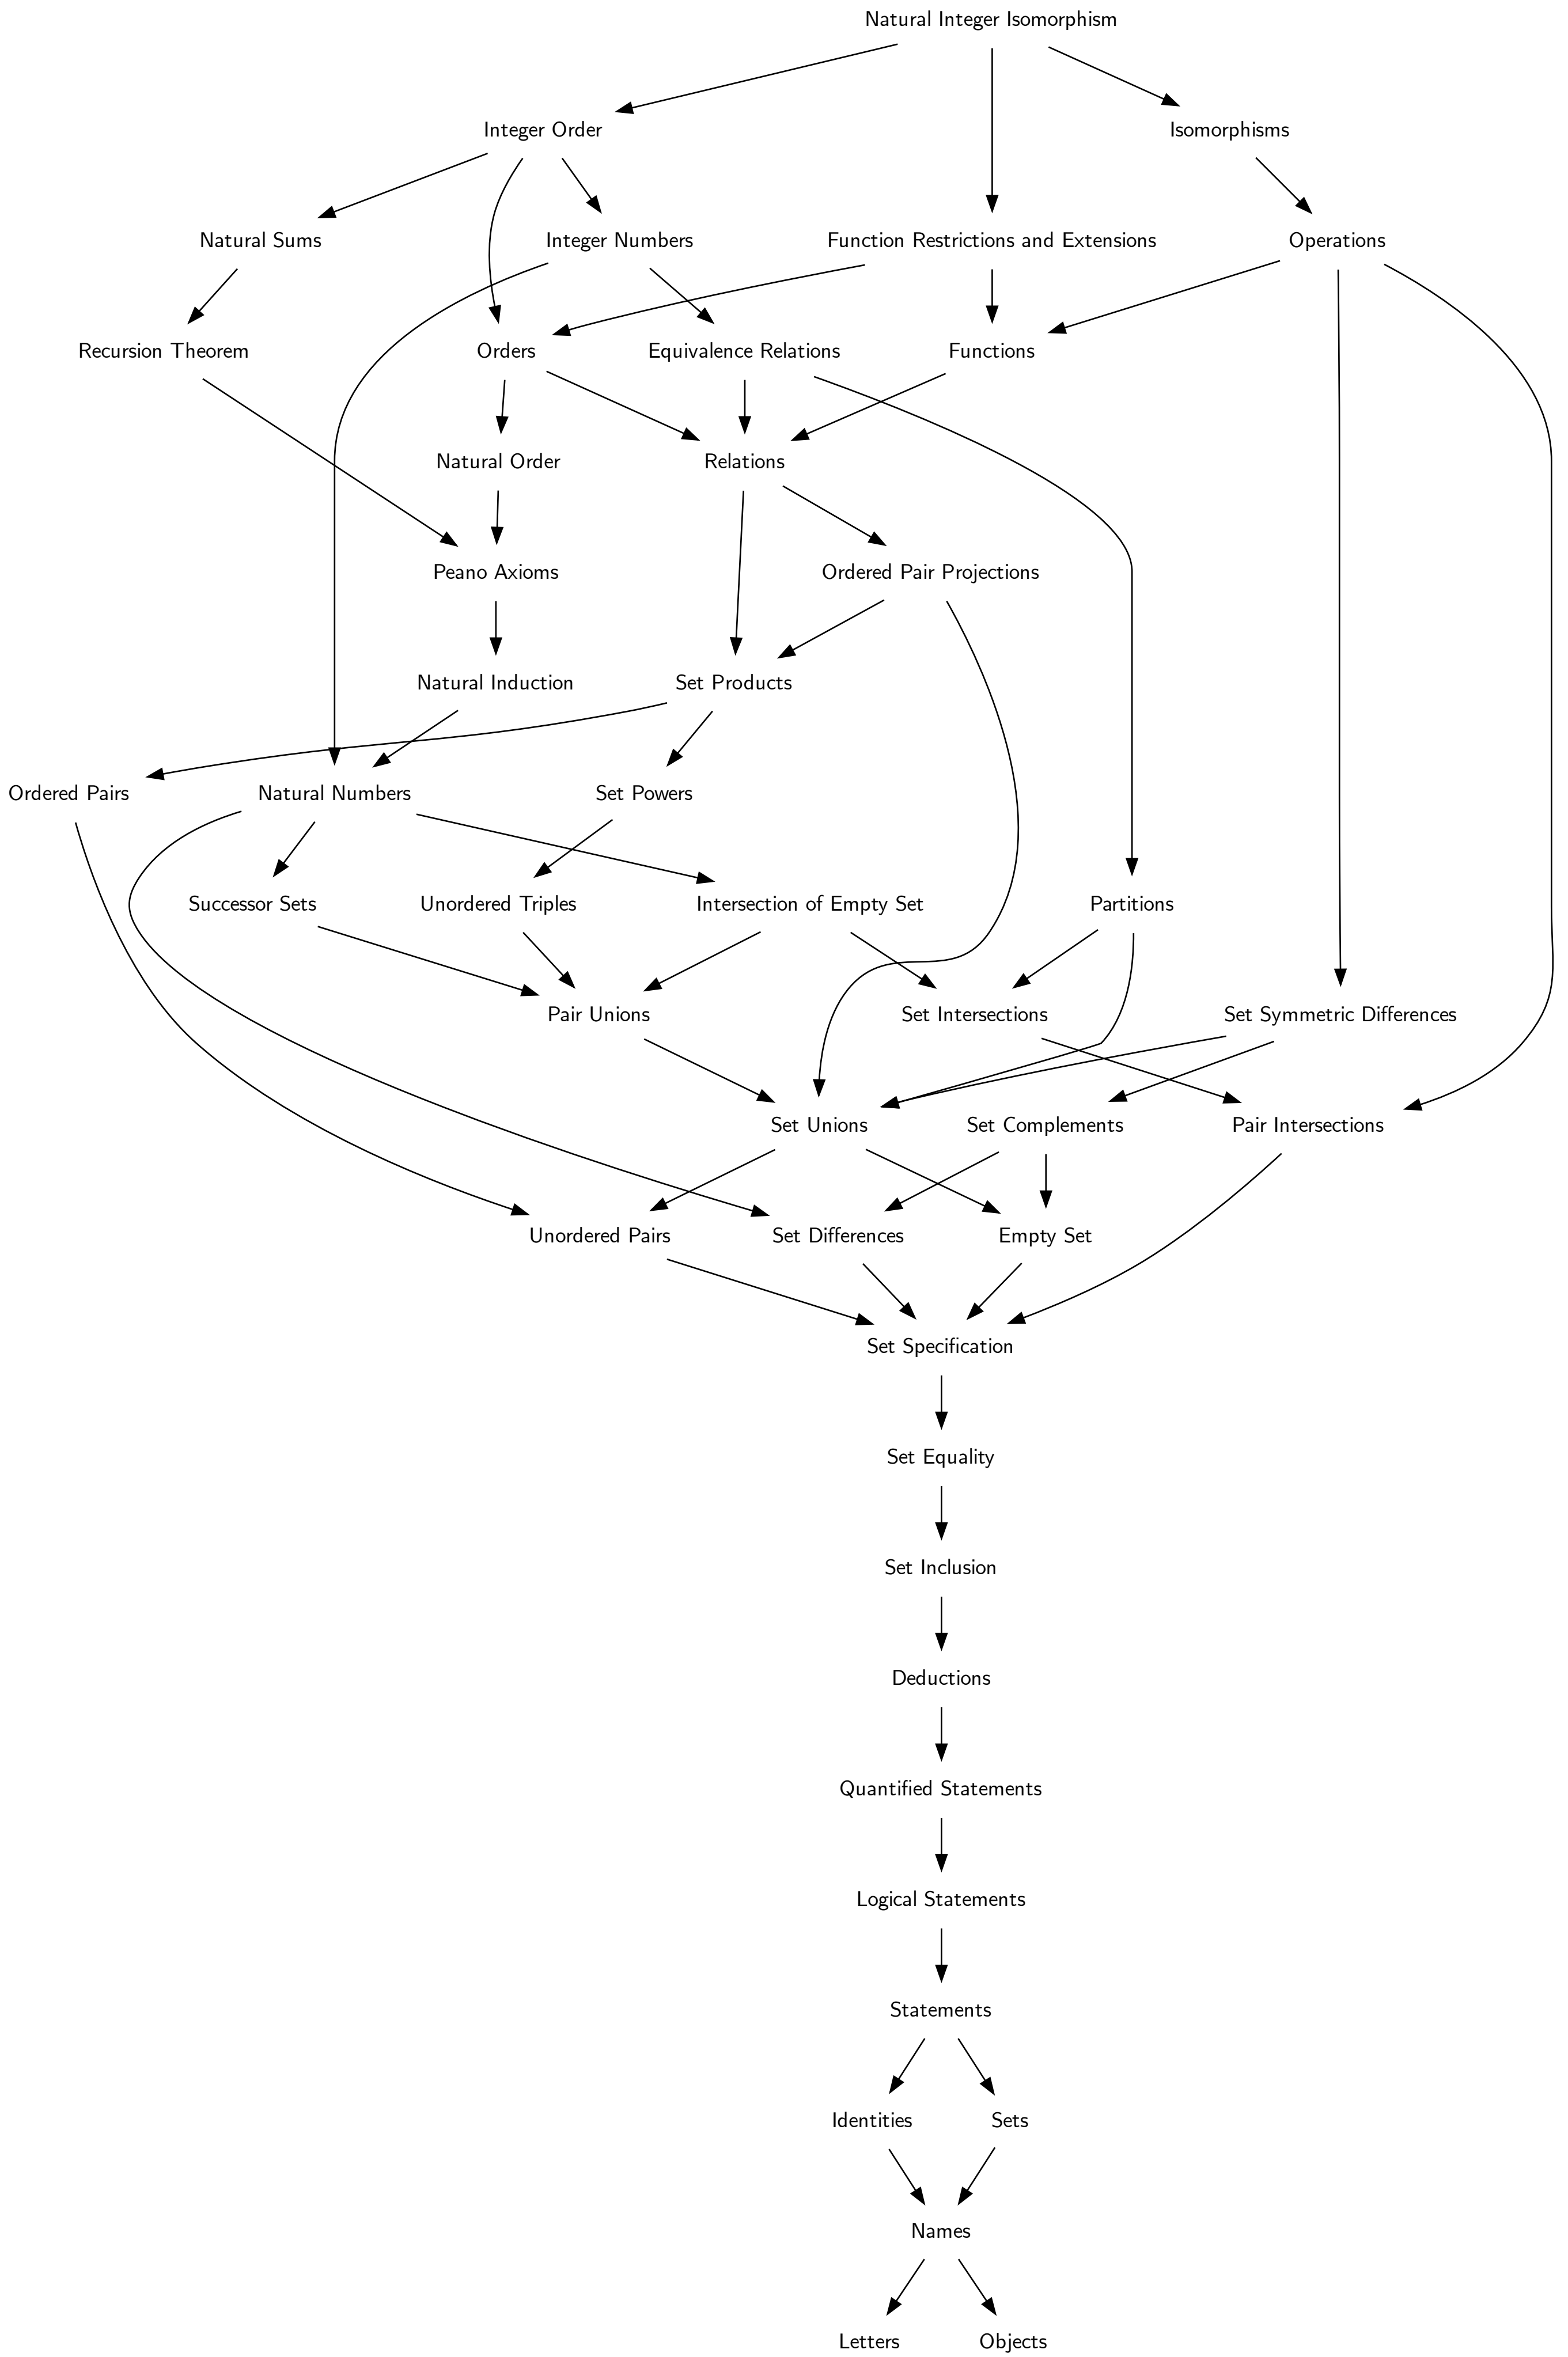 Natural Integer Isomorphism
Integer Order
Isomorphisms
Natural Sums
Integer Numbers
Function Restrictions and Extensions
Operations
Recursion Theorem
Orders
Equivalence Relations
Functions
Natural Order
Relations
Peano Axioms
Ordered Pair Projections
Natural Induction
Set Products
Ordered Pairs
Natural Numbers
Set Powers
Successor Sets
Unordered Triples
Intersection of Empty Set
Partitions
Pair Unions
Set Intersections
Set Symmetric Differences
Set Unions
Set Complements
Pair Intersections
Unordered Pairs
Set Differences
Empty Set
Set Specification
Set Equality
Set Inclusion
Deductions
Quantified Statements
Logical Statements
Statements
Identities
Sets
Names
Letters
Objects